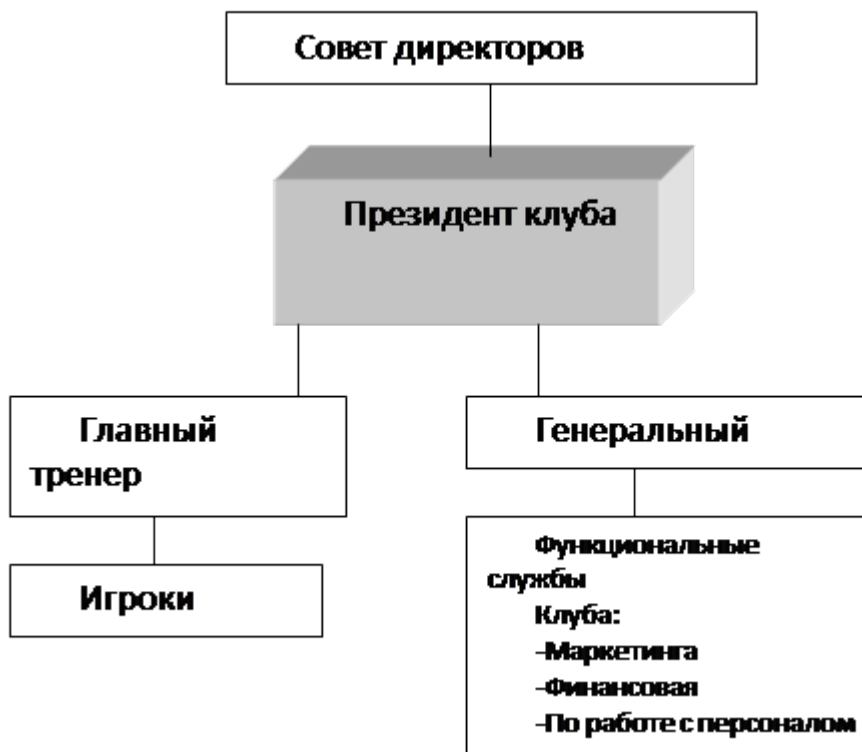 Совет директоров
Президент клуба
Главный
тренер
Генеральный
Игроки
Функциональные
службы
Клуба:
-Маркетинга
-Финансовая
-По работе с персоналом